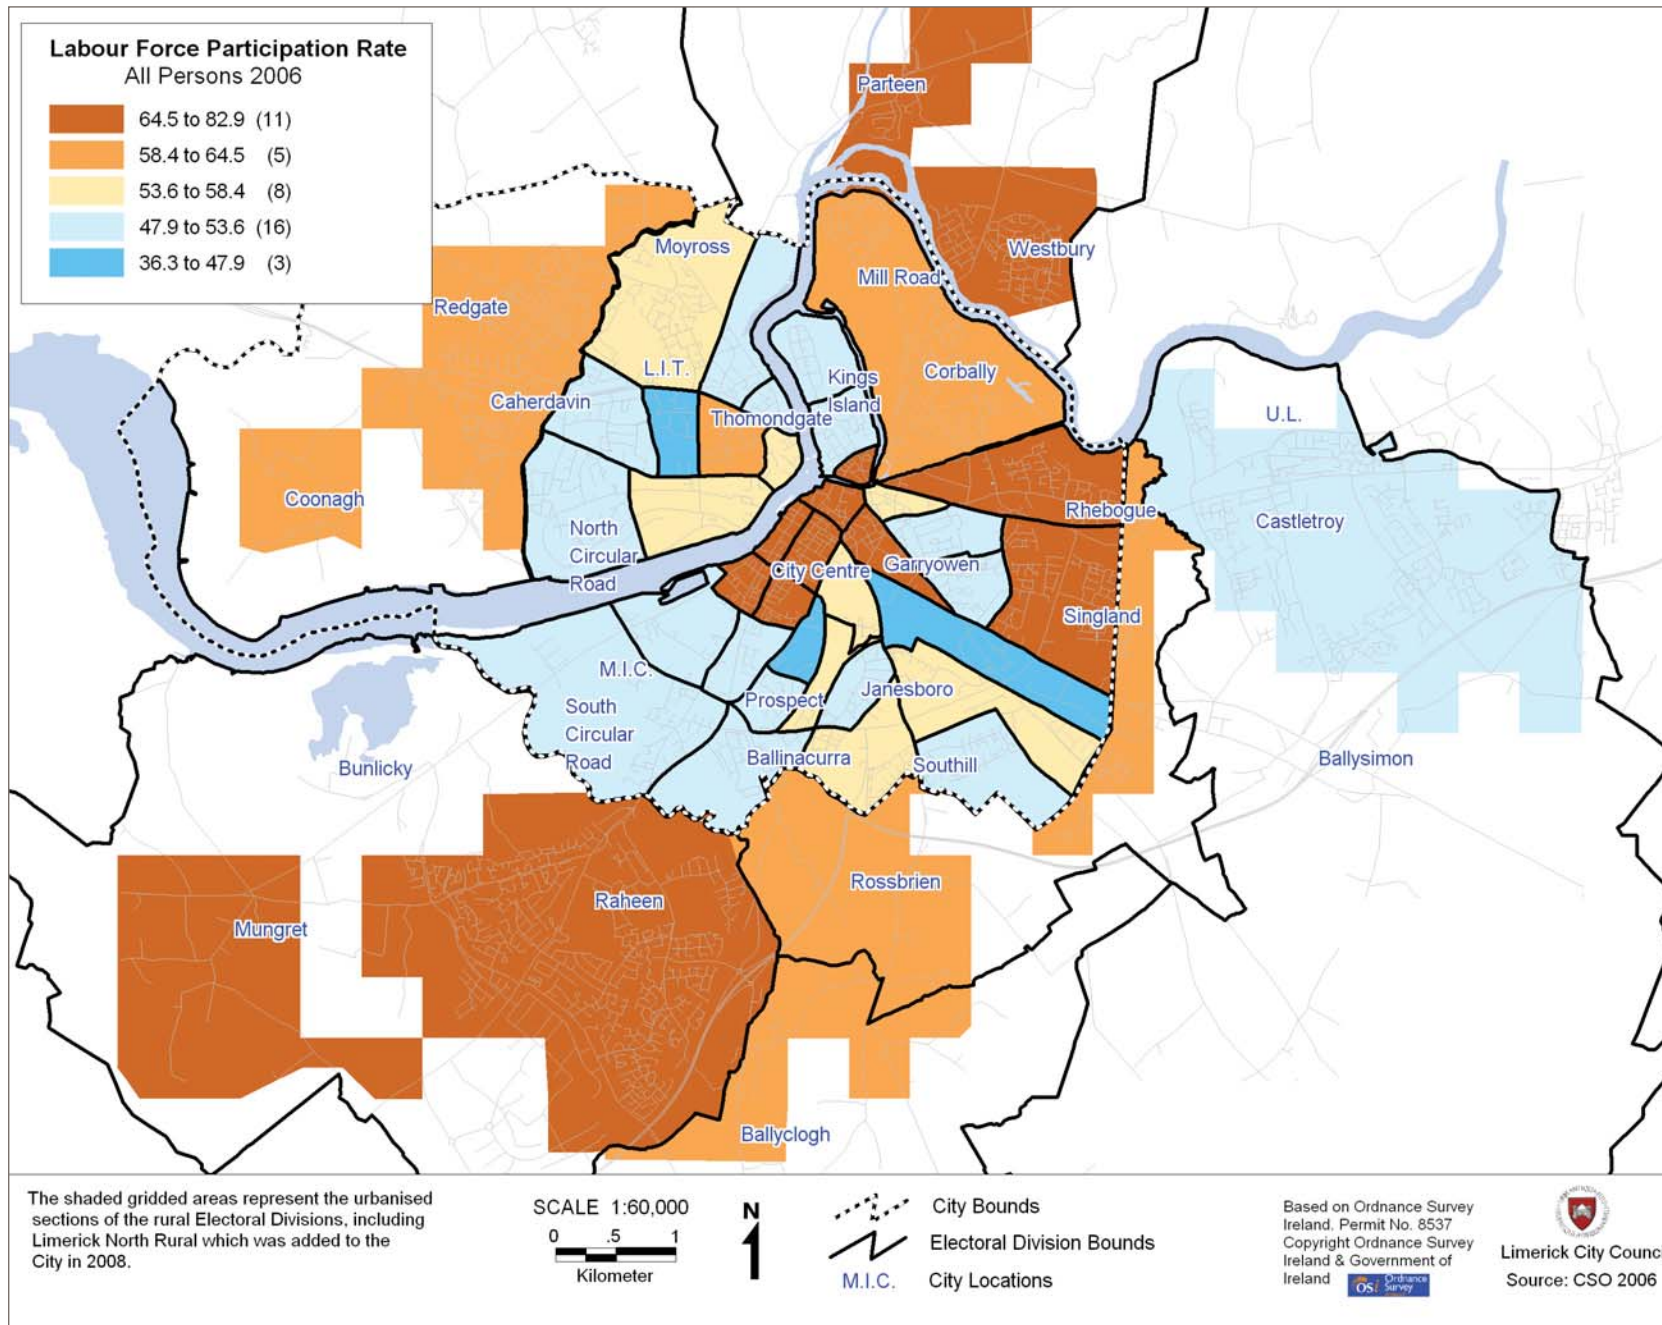 Labour Force Participation Rate
All Persons 2006
64.5 to 82.9 (11)
58.4 to 64.5 (5)
53.6 to 58.4 (8)
47.9 to 53.6 (16)
36.3 to 47.9 (3)
Parteen
Moyross
Westbury
Mill Road
Redgate
L.I.T.
Kings
Island
Corbally
Caherdavin
Thomondgate
U.L.
Coonagh
Rhebogue
Castletroy
North
Circular
Road
City Centre
Garryowen
Singland
M.I.C.
Prospect
Janesboro
South
Circular
Road
Bunlicky
Ballinacurra
Southill
Ballysimon
Rossbrien
Raheen
Mungret
Ballyclogh
The shaded gridded areas represent the urbanised
sections of the rural Electoral Divisions, including
Limerick North Rural which was added to the
City in 2008.
SCALE 1:60,000
0 .5 1
Kilometer
N
City Bounds
Electoral Division Bounds
M.I.C. City Locations
Based on Ordnance Survey
Ireland. Permit No. 8537
Copyright Ordnance Survey
Ireland & Government of
Ireland
OSi Ordnance
Survey
Limerick City Counc
Source: CSO 2006